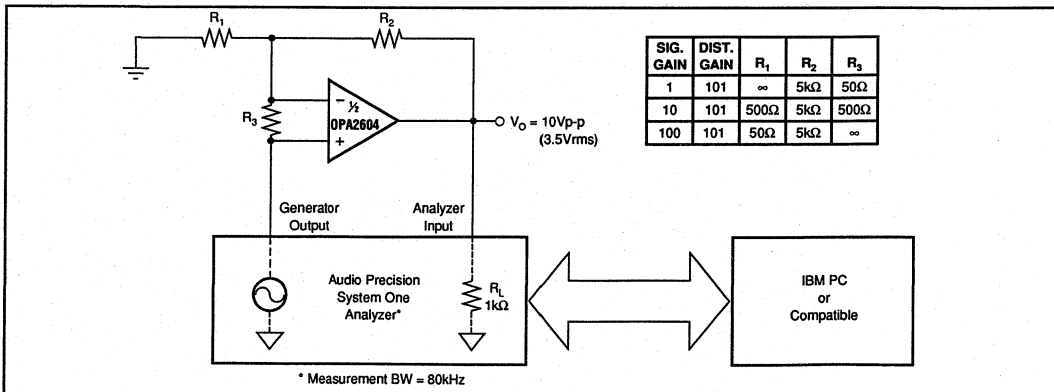 R1
R2
R3
−
½
OPA2604
+
VO = 10Vp-p
(3.5Vrms)
SIG. GAIN DIST. GAIN R1 R2 R3
1 101 ∞ 5kΩ 50Ω
10 101 500Ω 5kΩ 500Ω
100 101 50Ω 5kΩ ∞
Generator
Output
Analyzer
Input
Audio Precision
System One
Analyzer*
RL
1kΩ
IBM PC
or
Compatible
* Measurement BW = 80kHz